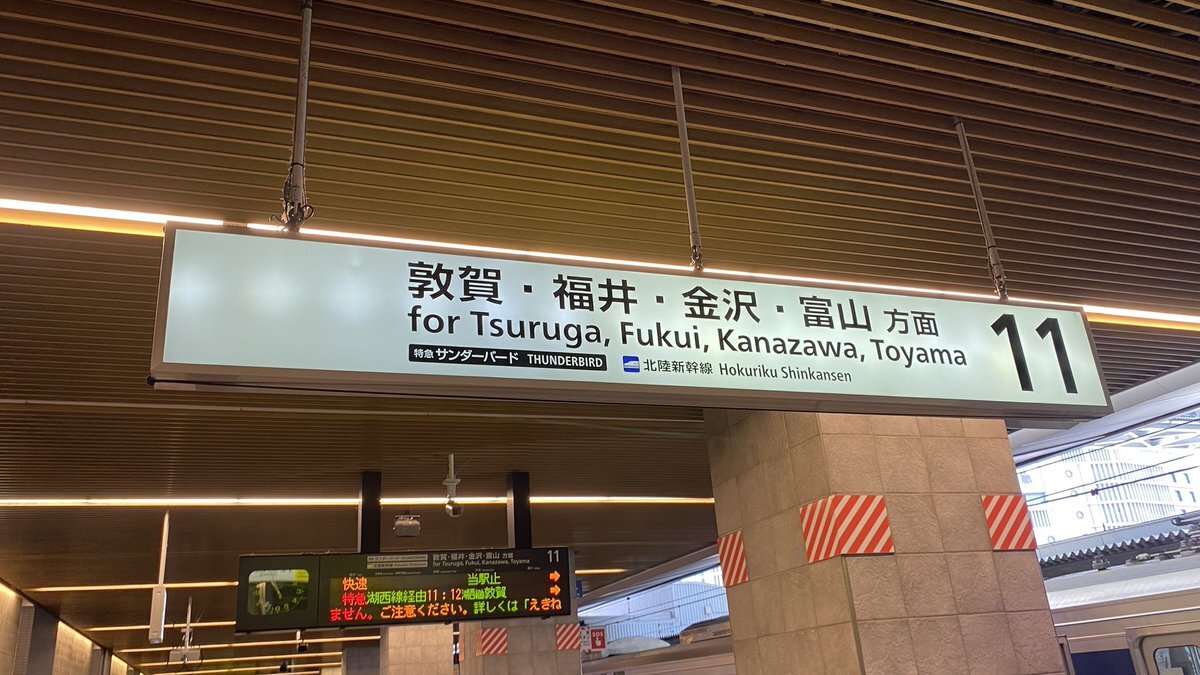 敦賀・福井・金沢・富山 方面
for Tsuruga, Fukui, Kanazawa, Toyama
特急 サンダーバード THUNDERBIRD 北陸新幹線 Hokuriku Shinkansen
11
敦賀・福井・金沢・富山 方面
for Tsuruga, Fukui, Kanazawa, Toyama
11
快速 当駅止
特急 湖西線経由 11:12 敦賀
ません。ご注意ください。詳しくは「えきね
SOS